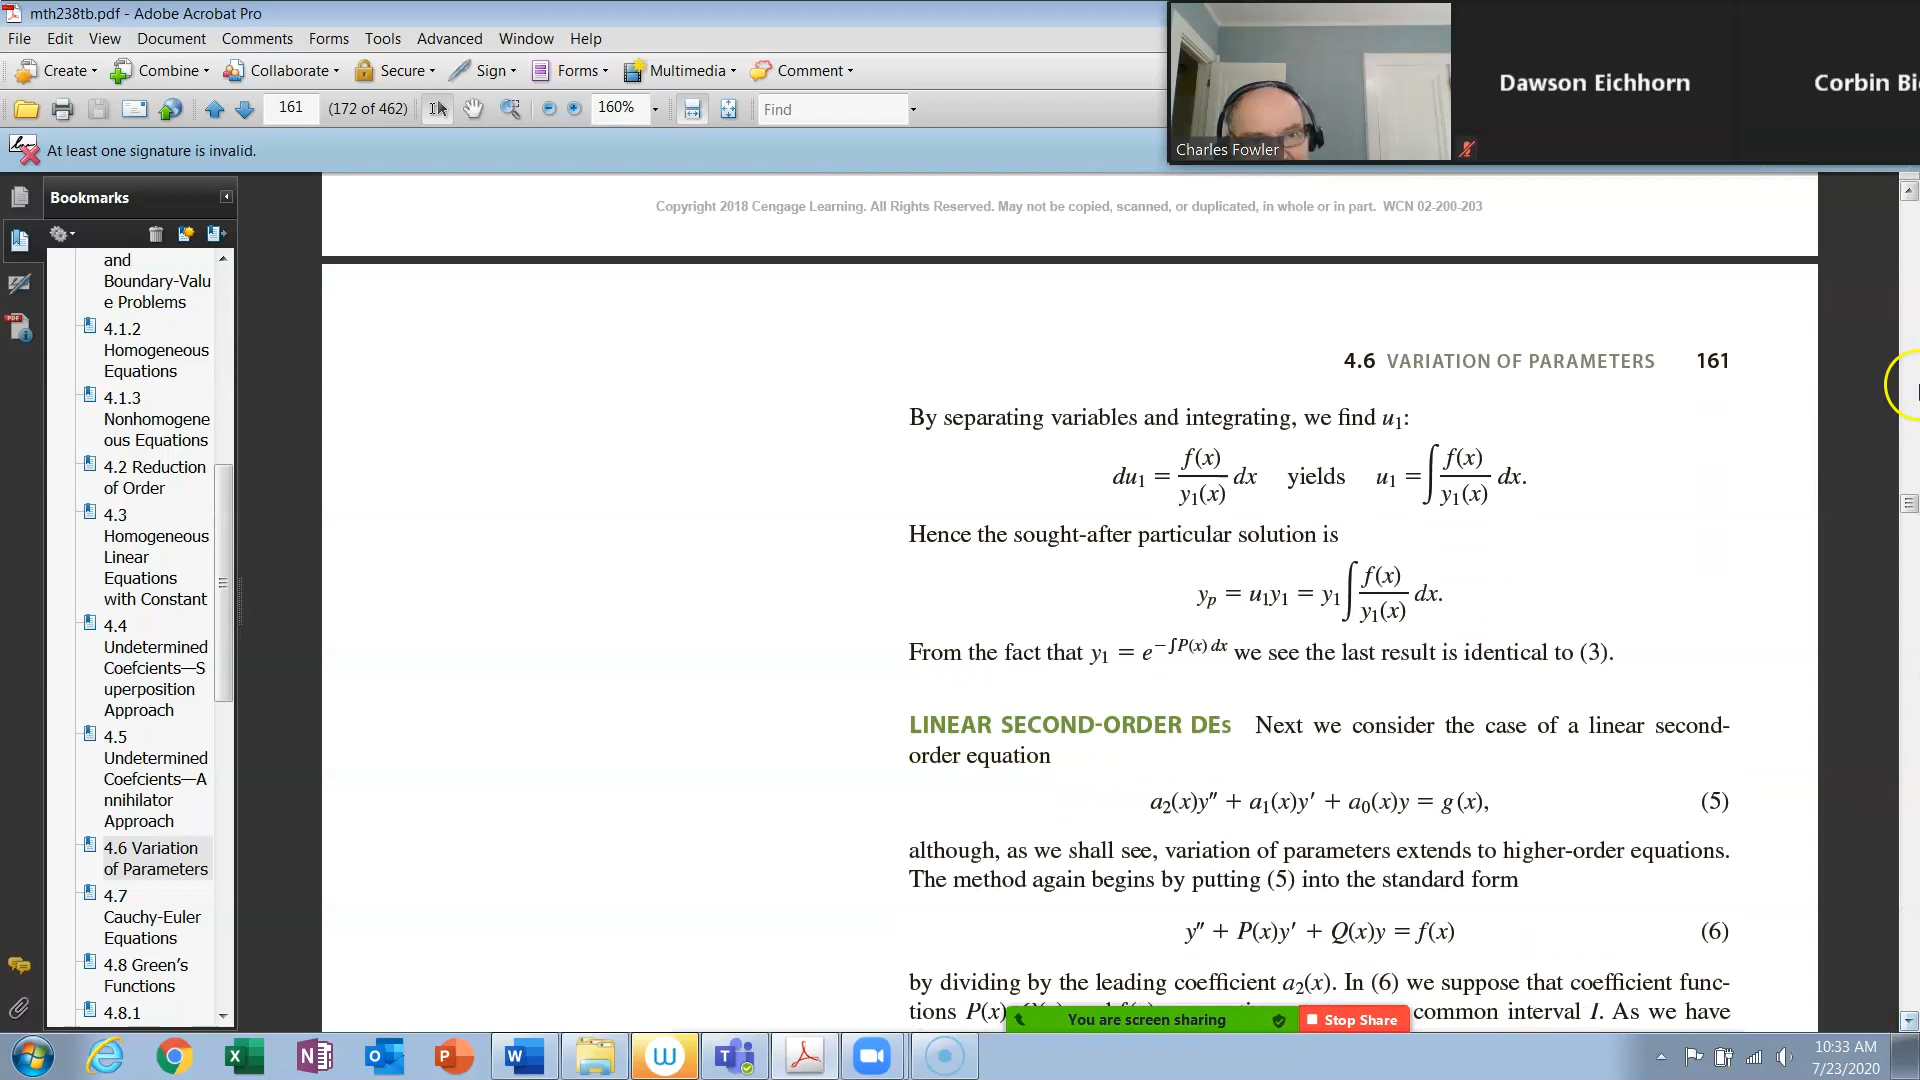 mth238tb.pdf - Adobe Acrobat Pro
File Edit View Document Comments Forms Tools Advanced Window Help
Create Combine Collaborate Secure Sign Forms Multimedia Comment
161 (172 of 462) 160% Find
At least one signature is invalid.
Charles Fowler
Dawson Eichhorn
Corbin
Bookmarks
and
Boundary-Valu
e Problems
4.1.2
Homogeneous
Equations
4.1.3
Nonhomogene
ous Equations
4.2 Reduction
of Order
4.3
Homogeneous
Linear
Equations
with Constant
4.4
Undetermined
Coefcients—S
uperposition
Approach
4.5
Undetermined
Coefcients—A
nnihilator
Approach
4.6 Variation
of Parameters
4.7
Cauchy-Euler
Equations
4.8 Green's
Functions
4.8.1
Copyright 2018 Cengage Learning. All Rights Reserved. May not be copied, scanned, or duplicated, in whole or in part. WCN 02-200-203
4.6 VARIATION OF PARAMETERS 161
By separating variables and integrating, we find u₁:
du₁ = f(x)/y₁(x) dx yields u₁ = ∫ f(x)/y₁(x) dx.
Hence the sought-after particular solution is
yₚ = u₁y₁ = y₁ ∫ f(x)/y₁(x) dx.
From the fact that y₁ = e^(−∫P(x) dx) we see the last result is identical to (3).
LINEAR SECOND-ORDER DEs Next we consider the case of a linear second-
order equation
a₂(x)y″ + a₁(x)y′ + a₀(x)y = g(x), (5)
although, as we shall see, variation of parameters extends to higher-order equations.
The method again begins by putting (5) into the standard form
y″ + P(x)y′ + Q(x)y = f(x) (6)
by dividing by the leading coefficient a₂(x). In (6) we suppose that coefficient func-
tions P(x) common interval I. As we have
You are screen sharing Stop Share
10:33 AM
7/23/2020